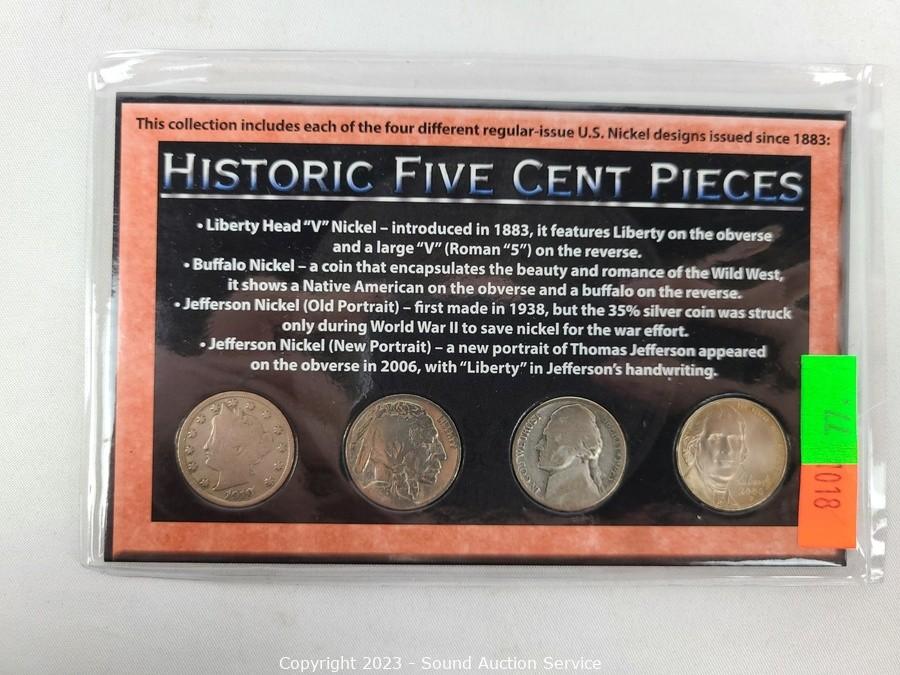 This collection includes each of the four different regular-issue U.S. Nickel designs issued since 1883:
HISTORIC FIVE CENT PIECES
• Liberty Head “V” Nickel – introduced in 1883, it features Liberty on the obverse
and a large “V” (Roman “5”) on the reverse.
• Buffalo Nickel – a coin that encapsulates the beauty and romance of the Wild West,
it shows a Native American on the obverse and a buffalo on the reverse.
• Jefferson Nickel (Old Portrait) – first made in 1938, but the 35% silver coin was struck
only during World War II to save nickel for the war effort.
• Jefferson Nickel (New Portrait) – a new portrait of Thomas Jefferson appeared
on the obverse in 2006, with “Liberty” in Jefferson’s handwriting.
IN GOD WE TRUST
Liberty
1018
Copyright 2023 - Sound Auction Service